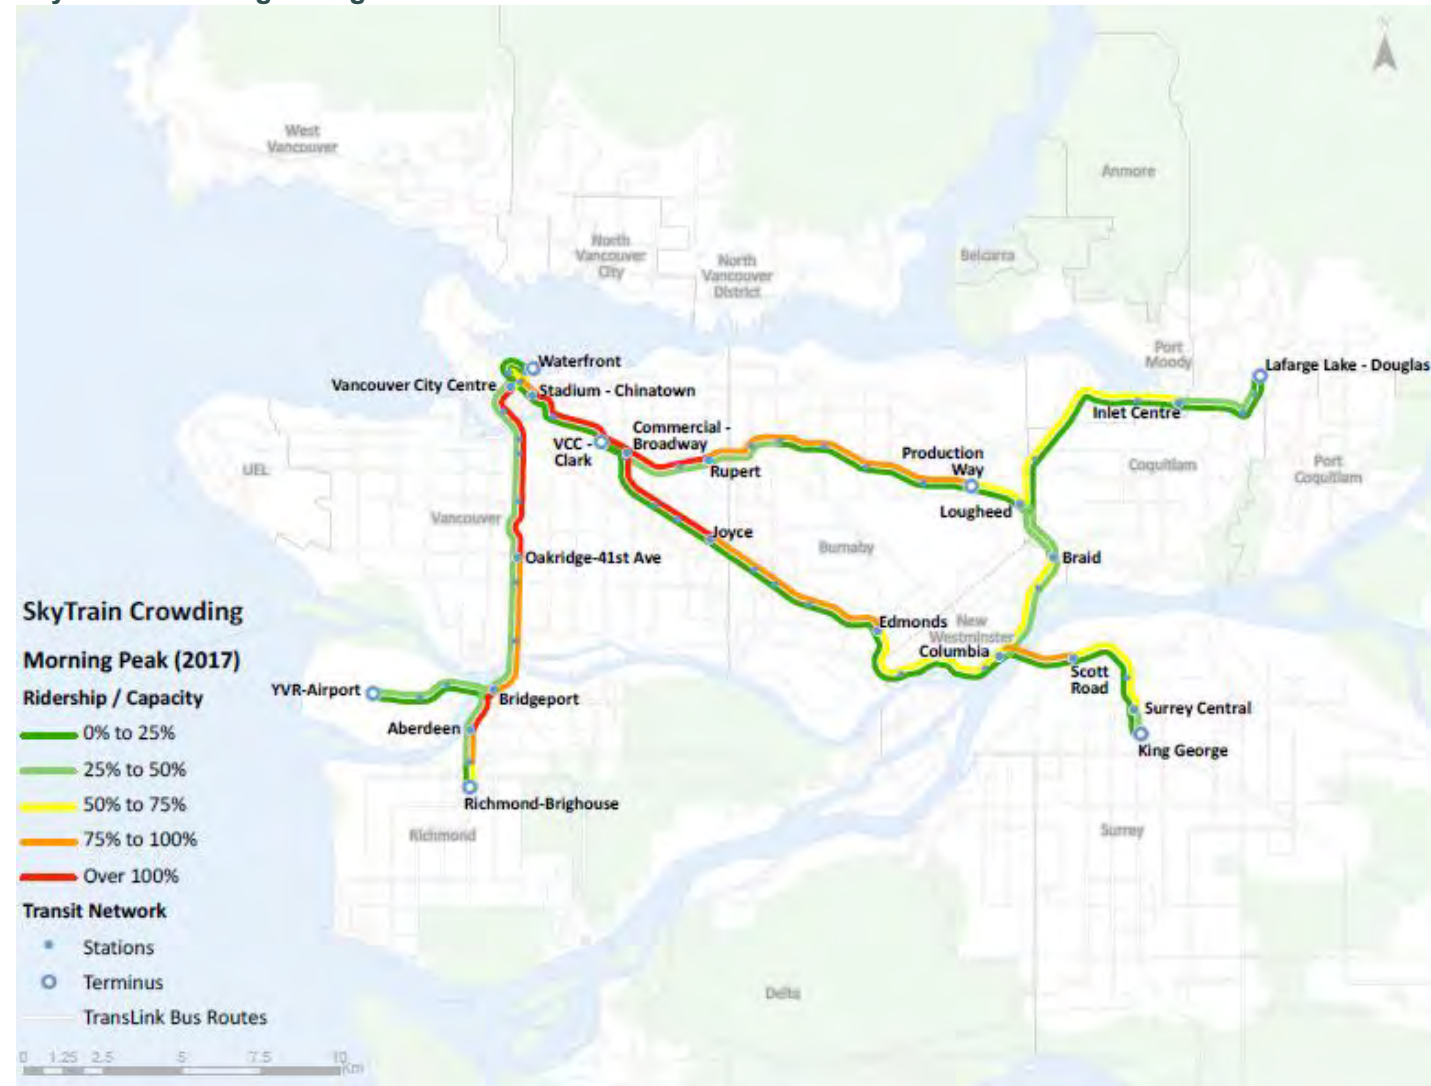 West
Vancouver
North
Vancouver
City
North
Vancouver
District
Belcarra
Anmore
Port
Moody
Waterfront
Vancouver City Centre
Stadium - Chinatown
Lafarge Lake - Douglas
Inlet Centre
Commercial -
Broadway
VCC -
Clark
Rupert
Production
Way
Lougheed
UEL
Coquitlam
Port
Coquitlam
Vancouver
Joyce
Burnaby
Oakridge-41st Ave
Braid
Edmonds
New
Westminster
Columbia
Scott
Road
YVR-Airport
Bridgeport
Aberdeen
Surrey Central
King George
Richmond-Brighouse
Richmond
Surrey
Delta
SkyTrain Crowding
Morning Peak (2017)
Ridership / Capacity
0% to 25%
25% to 50%
50% to 75%
75% to 100%
Over 100%
Transit Network
Stations
Terminus
TransLink Bus Routes
0 1.25 2.5 5 7.5 10
Km
N